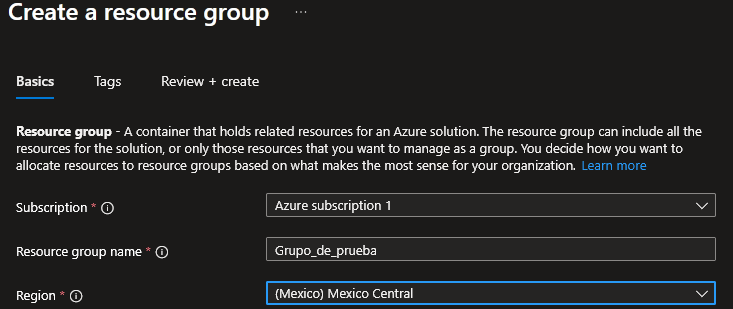 Create a resource group ...
Basics Tags Review + create
Resource group - A container that holds related resources for an Azure solution. The resource group can include all the
resources for the solution, or only those resources that you want to manage as a group. You decide how you want to
allocate resources to resource groups based on what makes the most sense for your organization. Learn more
Subscription * Azure subscription 1
Resource group name * Grupo_de_prueba
Region * (Mexico) Mexico Central